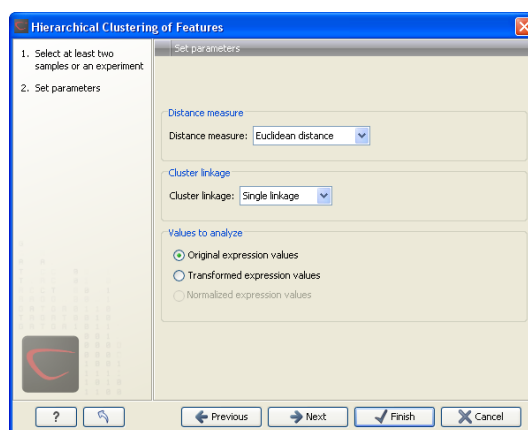 Hierarchical Clustering of Features
1. Select at least two
samples or an experiment
2. Set parameters
Set parameters
Distance measure
Distance measure: Euclidean distance
Cluster linkage
Cluster linkage: Single linkage
Values to analyze
Original expression values
Transformed expression values
Normalized expression values
? Previous Next Finish Cancel